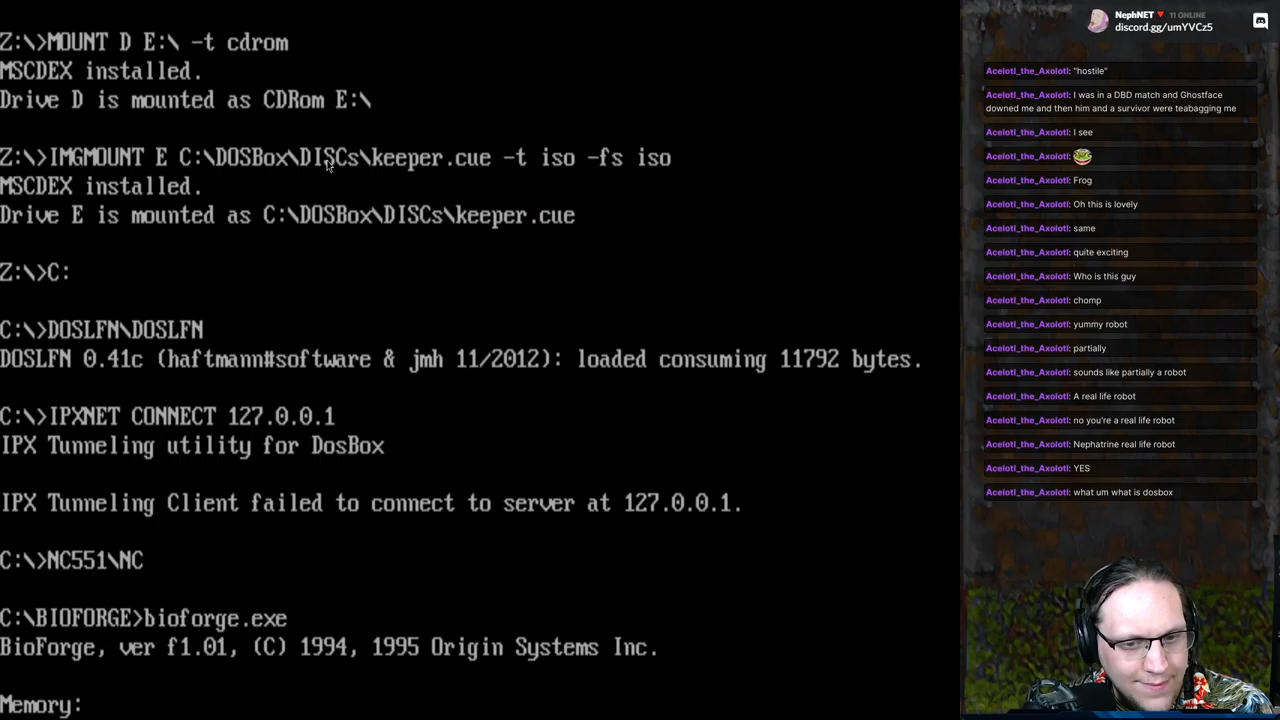 Z:\>MOUNT D E:\ -t cdrom
MSCDEX installed.
Drive D is mounted as CDRom E:\
Z:\>IMGMOUNT E C:\DOSBox\DISCs\keeper.cue -t iso -fs iso
MSCDEX installed.
Drive E is mounted as C:\DOSBox\DISCs\keeper.cue
Z:\>C:
C:\>DOSLFN\DOSLFN
DOSLFN 0.41c (haftmann#software & jmh 11/2012): loaded consuming 11792 bytes.
C:\>IPXNET CONNECT 127.0.0.1
IPX Tunneling utility for DosBox
IPX Tunneling Client failed to connect to server at 127.0.0.1.
C:\>NC551\NC
C:\BIOFORGE>bioforge.exe
BioForge, ver f1.01, (C) 1994, 1995 Origin Systems Inc.
Memory:
NephNET 11 ONLINE
discord.gg/umYVCz5
Acelotl_the_Axolotl: "hostile"
Acelotl_the_Axolotl: I was in a DBD match and Ghostface
downed me and then him and a survivor were teabagging me
Acelotl_the_Axolotl: I see
Acelotl_the_Axolotl:
Acelotl_the_Axolotl: Frog
Acelotl_the_Axolotl: Oh this is lovely
Acelotl_the_Axolotl: same
Acelotl_the_Axolotl: quite exciting
Acelotl_the_Axolotl: Who is this guy
Acelotl_the_Axolotl: chomp
Acelotl_the_Axolotl: yummy robot
Acelotl_the_Axolotl: partially
Acelotl_the_Axolotl: sounds like partially a robot
Acelotl_the_Axolotl: A real life robot
Acelotl_the_Axolotl: no you're a real life robot
Acelotl_the_Axolotl: Nephatrine real life robot
Acelotl_the_Axolotl: YES
Acelotl_the_Axolotl: what um what is dosbox